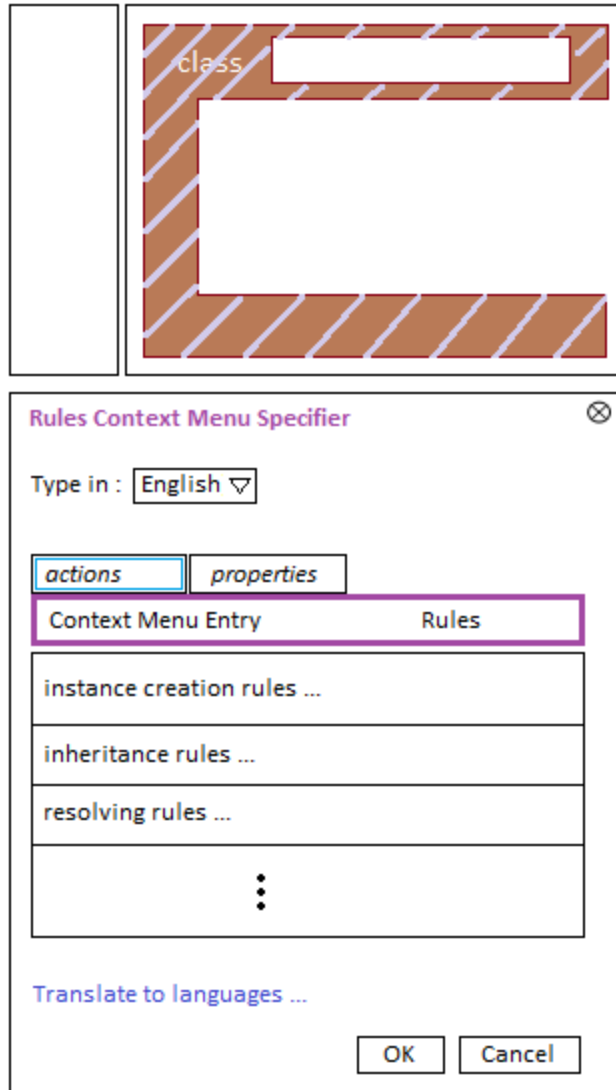 class
Rules Context Menu Specifier
Type in : English
actions properties
Context Menu Entry Rules
instance creation rules ...
inheritance rules ...
resolving rules ...
Translate to languages ...
OK Cancel